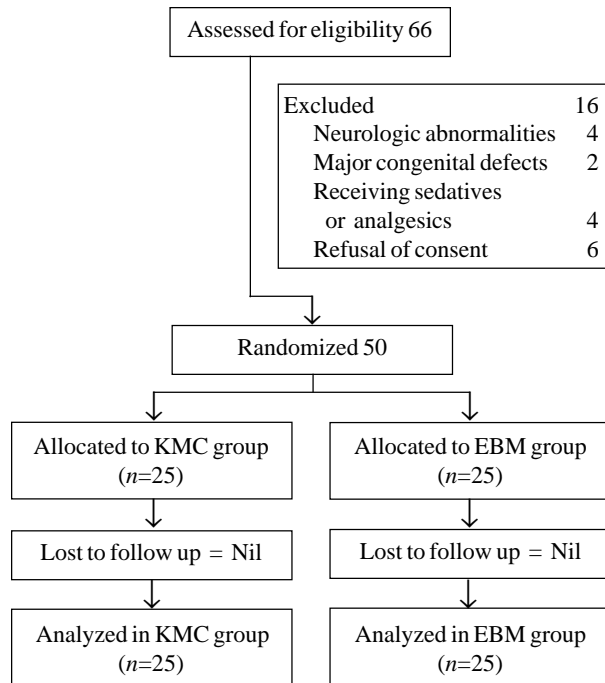 Assessed for eligibility 66
Excluded 16
Neurologic abnormalities 4
Major congenital defects 2
Receiving sedatives
or analgesics 4
Refusal of consent 6
Randomized 50
Allocated to KMC group
(n=25)
Allocated to EBM group
(n=25)
Lost to follow up = Nil
Lost to follow up = Nil
Analyzed in KMC group
(n=25)
Analyzed in EBM group
(n=25)